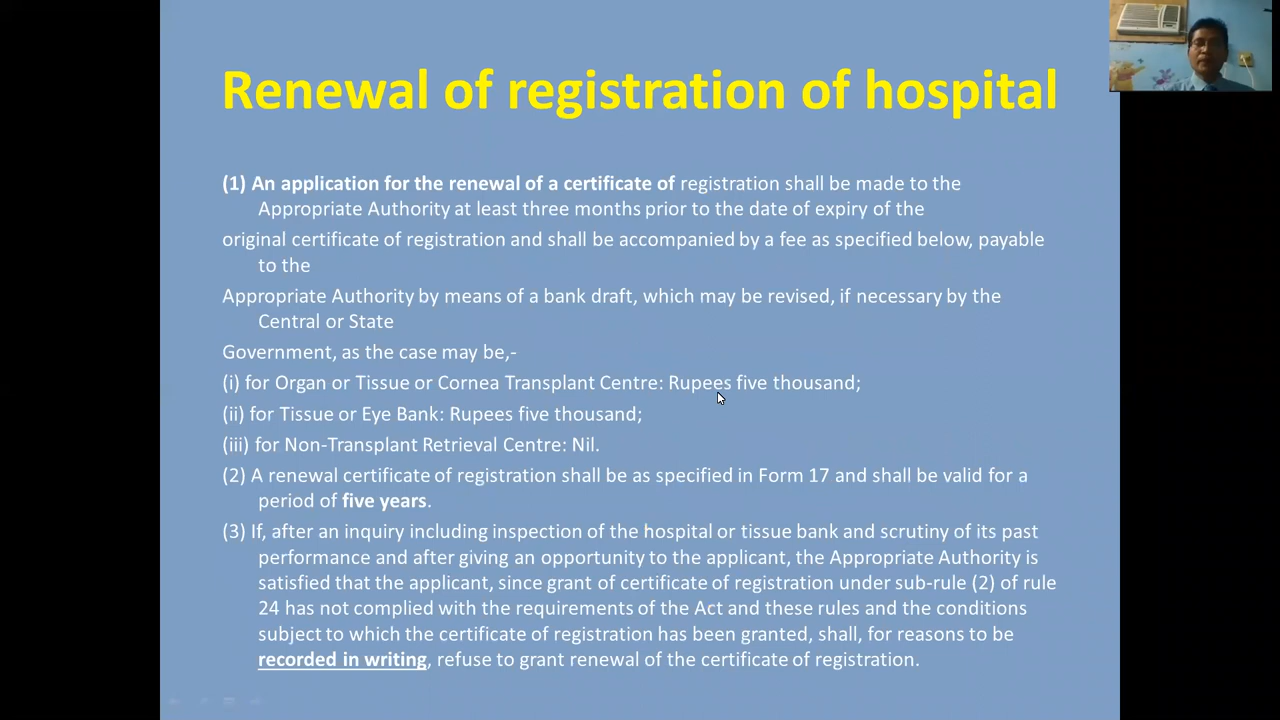 Renewal of registration of hospital
(1) An application for the renewal of a certificate of registration shall be made to the
Appropriate Authority at least three months prior to the date of expiry of the
original certificate of registration and shall be accompanied by a fee as specified below, payable
to the
Appropriate Authority by means of a bank draft, which may be revised, if necessary by the
Central or State
Government, as the case may be,-
(i) for Organ or Tissue or Cornea Transplant Centre: Rupees five thousand;
(ii) for Tissue or Eye Bank: Rupees five thousand;
(iii) for Non-Transplant Retrieval Centre: Nil.
(2) A renewal certificate of registration shall be as specified in Form 17 and shall be valid for a
period of five years.
(3) If, after an inquiry including inspection of the hospital or tissue bank and scrutiny of its past
performance and after giving an opportunity to the applicant, the Appropriate Authority is
satisfied that the applicant, since grant of certificate of registration under sub-rule (2) of rule
24 has not complied with the requirements of the Act and these rules and the conditions
subject to which the certificate of registration has been granted, shall, for reasons to be
recorded in writing, refuse to grant renewal of the certificate of registration.